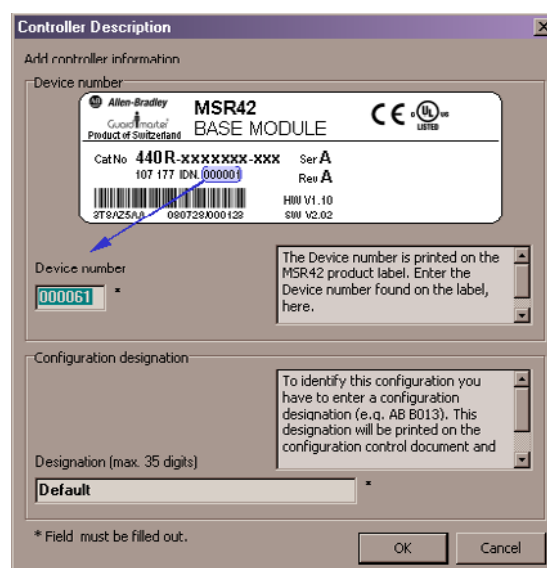 Controller Description
Add controller information
Device number
Allen-Bradley
MSR42
Guardmaster
Product of Switzerland
BASE MODULE
CE
UL
LISTED
Cat No 440R-xxxxxxx-xxx Ser A
107 177 IDN. 000001 Rev A
HW V1.10
3T8/AZ5AA 080728/000128 SW V2.02
Device number
000061 *
The Device number is printed on the
MSR42 product label. Enter the
Device number found on the label,
here.
Configuration designation
To identify this configuration you
have to enter a configuration
designation (e.q. AB B013). This
designation will be printed on the
configuration control document and
Designation (max. 35 digits)
Default *
* Field must be filled out.
OK
Cancel